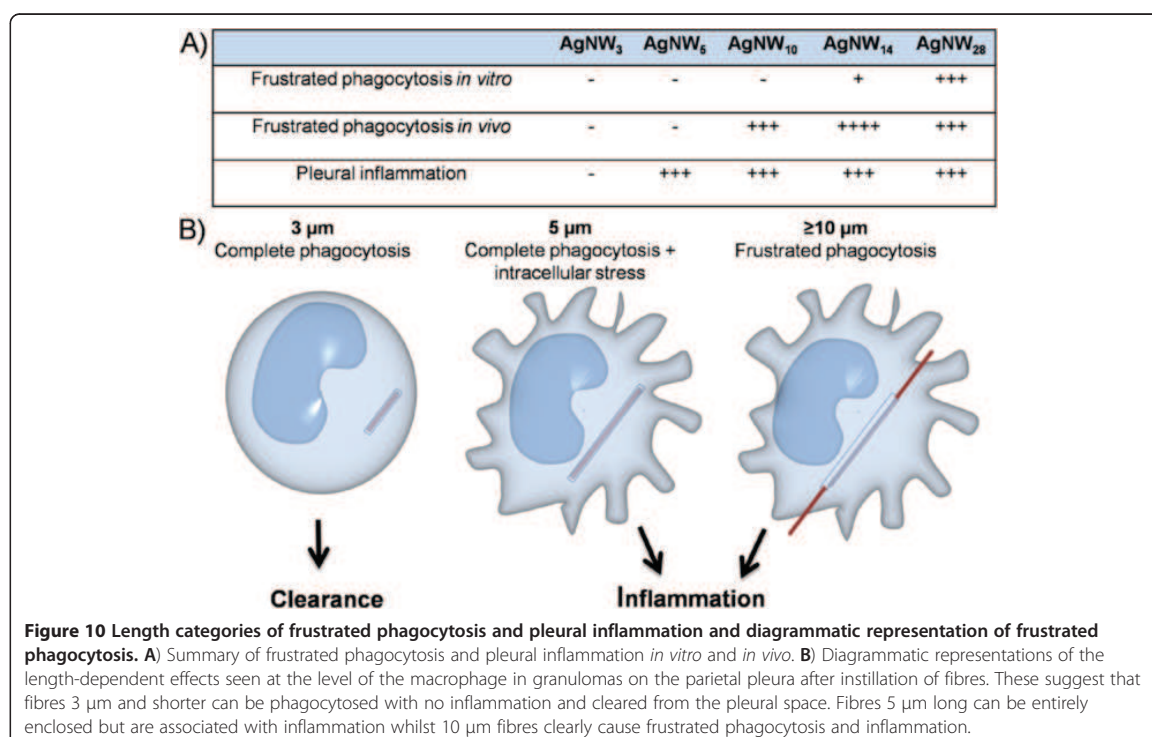 A)
AgNW₃ AgNW₅ AgNW₁₀ AgNW₁₄ AgNW₂₈
Frustrated phagocytosis in vitro - - - + +++
Frustrated phagocytosis in vivo - - +++ ++++ +++
Pleural inflammation - +++ +++ +++ +++
B)
3 µm
Complete phagocytosis
5 µm
Complete phagocytosis +
intracellular stress
≥10 µm
Frustrated phagocytosis
Clearance
Inflammation
Figure 10 Length categories of frustrated phagocytosis and pleural inflammation and diagrammatic representation of frustrated
phagocytosis. A) Summary of frustrated phagocytosis and pleural inflammation in vitro and in vivo. B) Diagrammatic representations of the
length-dependent effects seen at the level of the macrophage in granulomas on the parietal pleura after instillation of fibres. These suggest that
fibres 3 μm and shorter can be phagocytosed with no inflammation and cleared from the pleural space. Fibres 5 μm long can be entirely
enclosed but are associated with inflammation whilst 10 μm fibres clearly cause frustrated phagocytosis and inflammation.